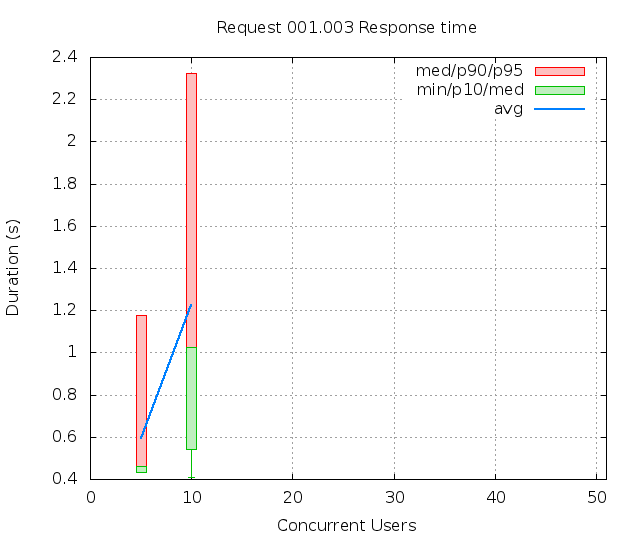 Request 001.003 Response time
med/p90/p95
min/p10/med
avg
2.4
2.2
2
1.8
1.6
1.4
1.2
1
0.8
0.6
0.4
Duration (s)
0 10 20 30 40 50
Concurrent Users